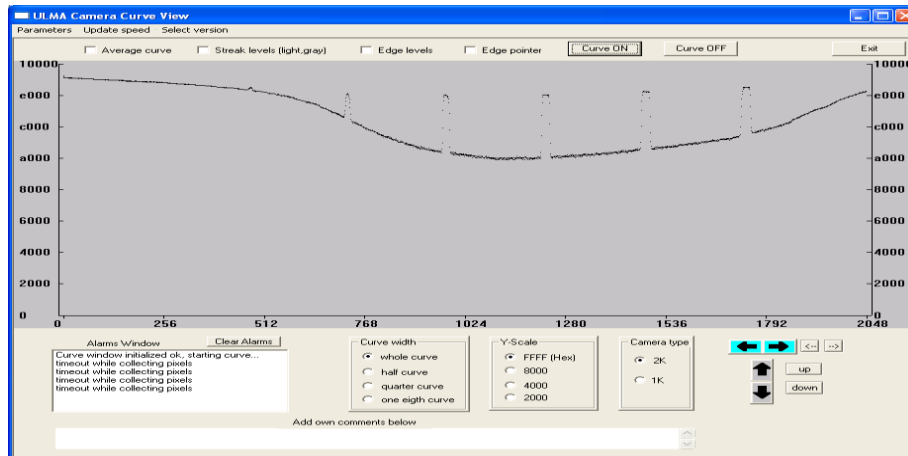 ULMA Camera Curve View
Parameters Update speed Select version
Average curve Streak levels (light,gray) Edge levels Edge pointer Curve ON Curve OFF Exit
10000 10000
e000 e000
c000 c000
a000 a000
8000 8000
6000 6000
4000 4000
2000 2000
0 0
0 256 512 768 1024 1280 1536 1792 2048
Alarms Window Clear Alarms
Curve window initialized ok, starting curve...
timeout while collecting pixels
timeout while collecting pixels
timeout while collecting pixels
timeout while collecting pixels
Curve width
whole curve
half curve
quarter curve
one eigth curve
Y-Scale
FFFF (Hex)
8000
4000
2000
Camera type
2K
1K
<-- -->
up
down
Add own comments below